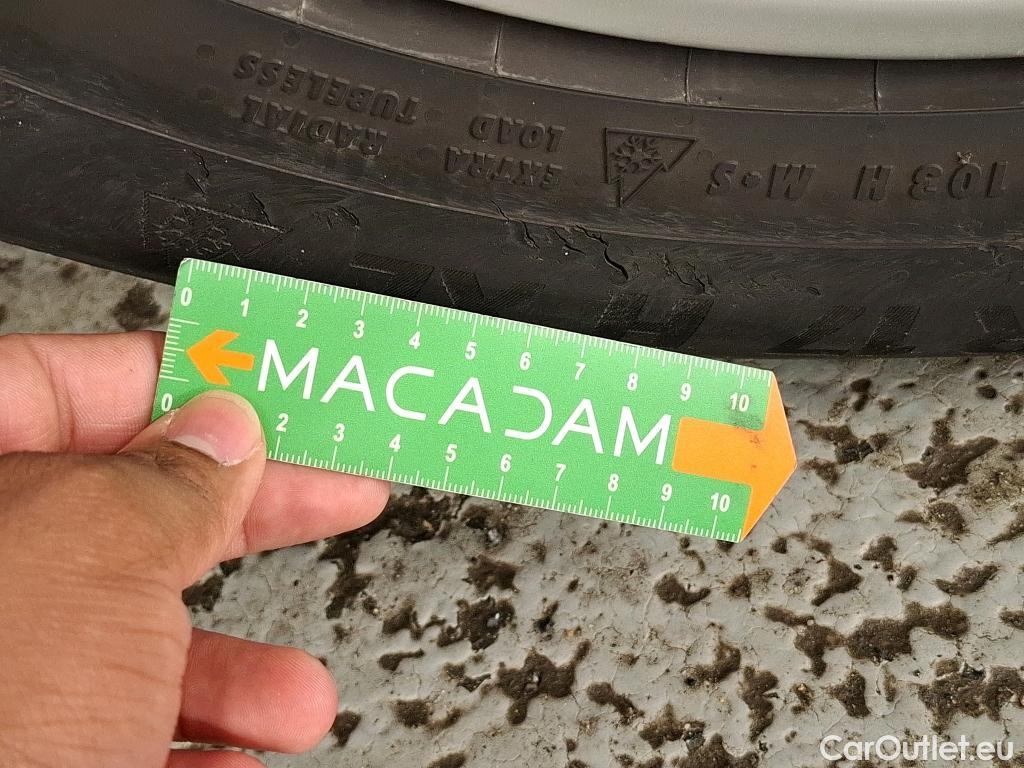 RADIAL TUBELESS
EXTRA LOAD
103 H M•S
0 1 2 3 4 5 6 7 8 9 10
MACADAM
0 2 3 4 5 6 7 8 9 10
CarOutlet.eu